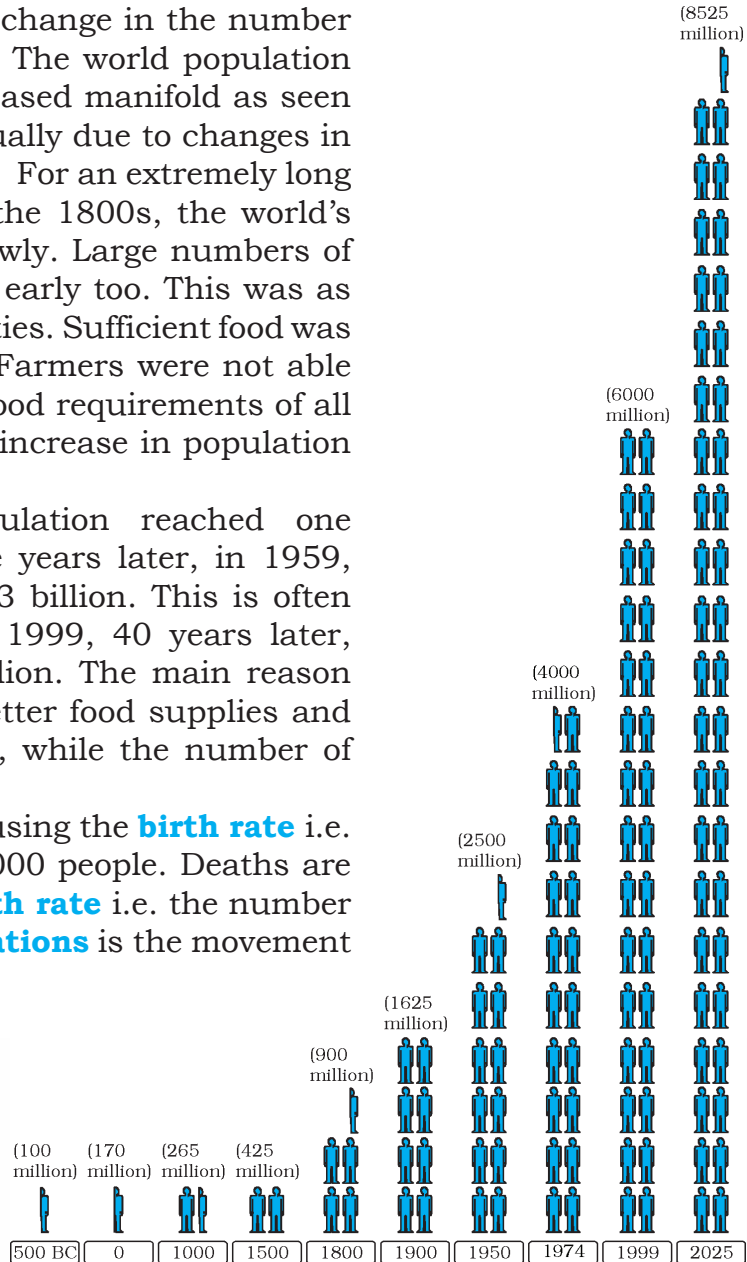 change in the number
The world population
ased manifold as seen
ually due to changes in
For an extremely long
the 1800s, the world's
wly. Large numbers of
early too. This was as
ties. Sufficient food was
Farmers were not able
ood requirements of all
increase in population
ulation reached one
e years later, in 1959,
3 billion. This is often
1999, 40 years later,
lion. The main reason
etter food supplies and
, while the number of
using the birth rate i.e.
000 people. Deaths are
th rate i.e. the number
ations is the movement
(100
million)
(170
million)
(265
million)
(425
million)
(900
million)
(1625
million)
(2500
million)
(4000
million)
(6000
million)
(8525
million)
500 BC
0
1000
1500
1800
1900
1950
1974
1999
2025